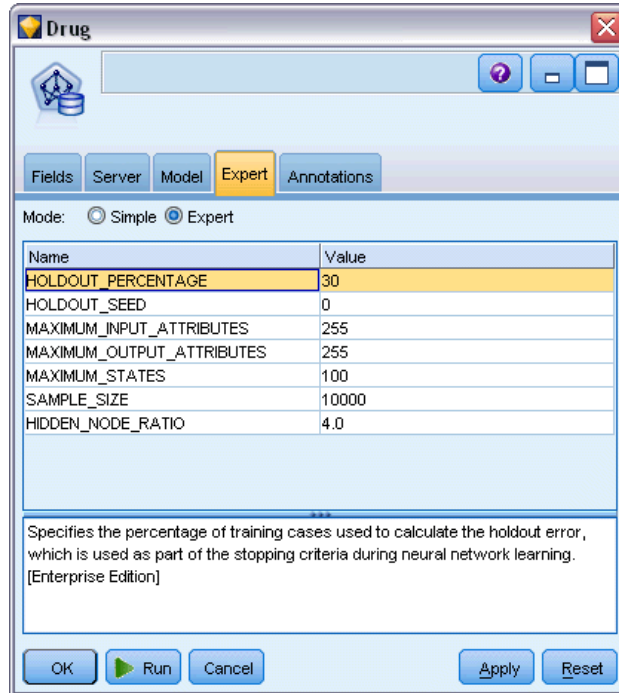 Drug
Fields Server Model Expert Annotations
Mode: Simple Expert
Name Value
HOLDOUT_PERCENTAGE 30
HOLDOUT_SEED 0
MAXIMUM_INPUT_ATTRIBUTES 255
MAXIMUM_OUTPUT_ATTRIBUTES 255
MAXIMUM_STATES 100
SAMPLE_SIZE 10000
HIDDEN_NODE_RATIO 4.0
Specifies the percentage of training cases used to calculate the holdout error,
which is used as part of the stopping criteria during neural network learning.
[Enterprise Edition]
OK Run Cancel Apply Reset